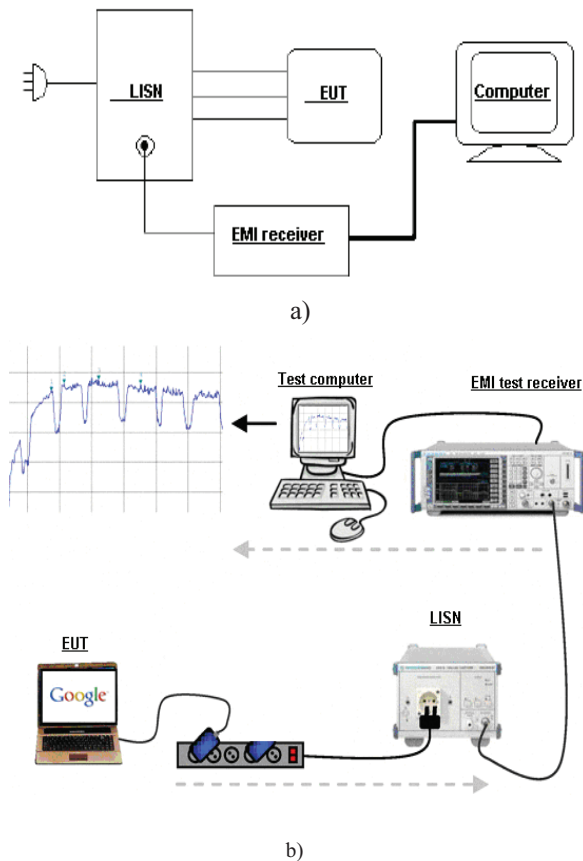 LISN
EUT
Computer
EMI receiver
a)
Test computer
EMI test receiver
LISN
EUT
Google
b)